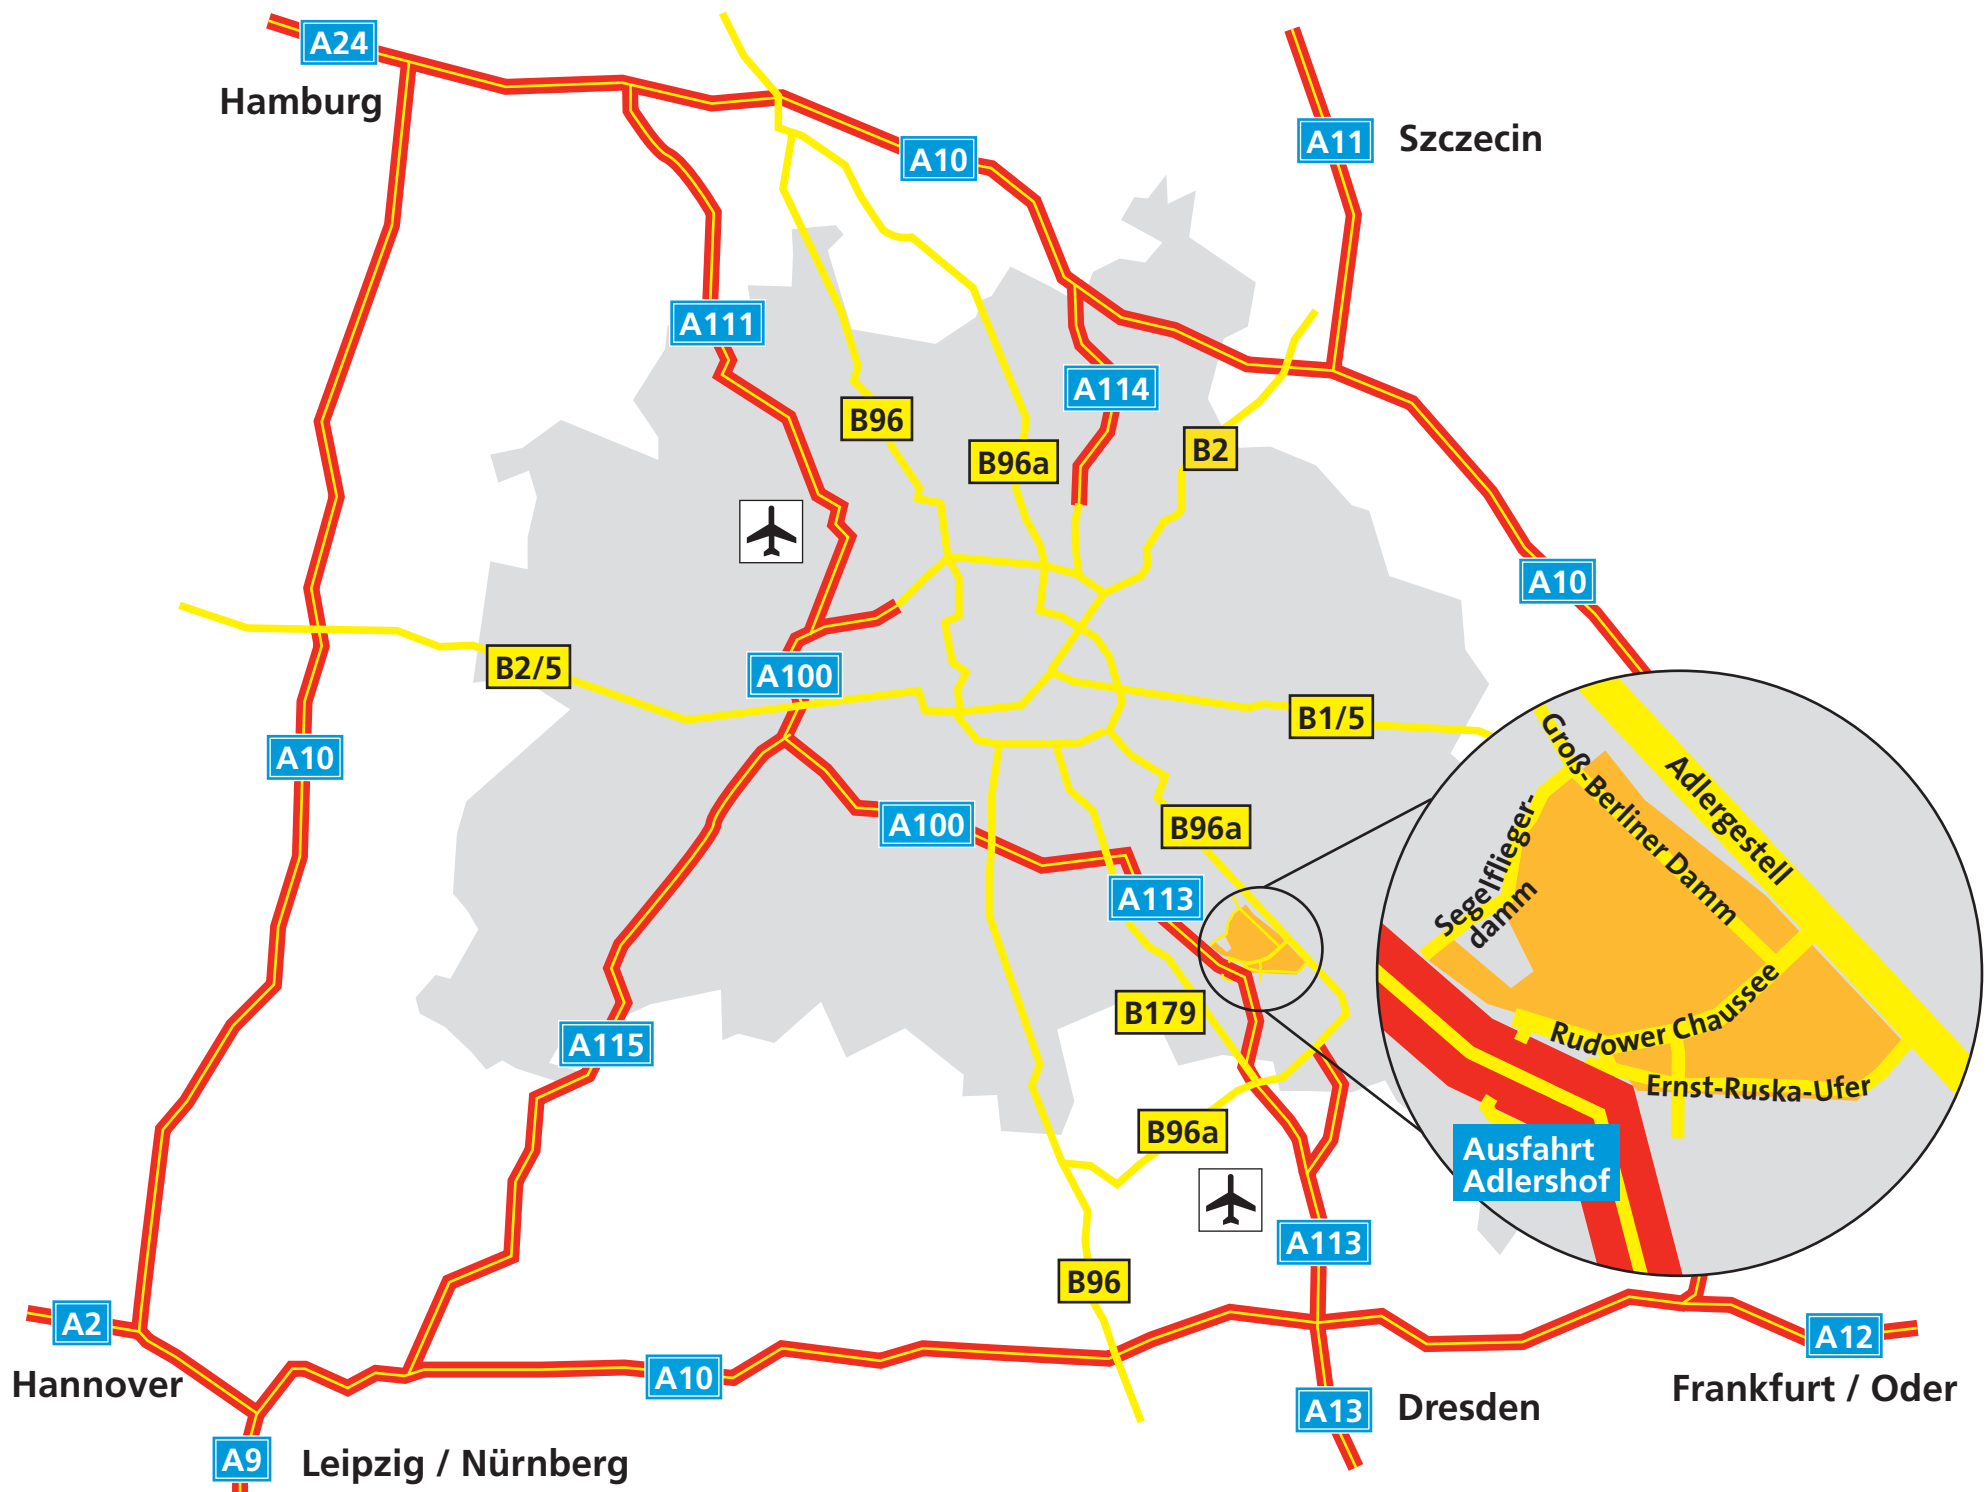 A24
Hamburg
A11
Szczecin
A10
A111
A114
B96
B96a
B2
A10
B2/5
A100
B1/5
A10
A100
B96a
A113
Groß-Berliner Damm
Adlergestell
Segelflieger-
damm
Rudower Chaussee
Ernst-Ruska-Ufer
Ausfahrt
Adlershof
B179
A115
B96a
A113
B96
A2
Hannover
A10
A12
Frankfurt / Oder
A13
Dresden
A9
Leipzig / Nürnberg